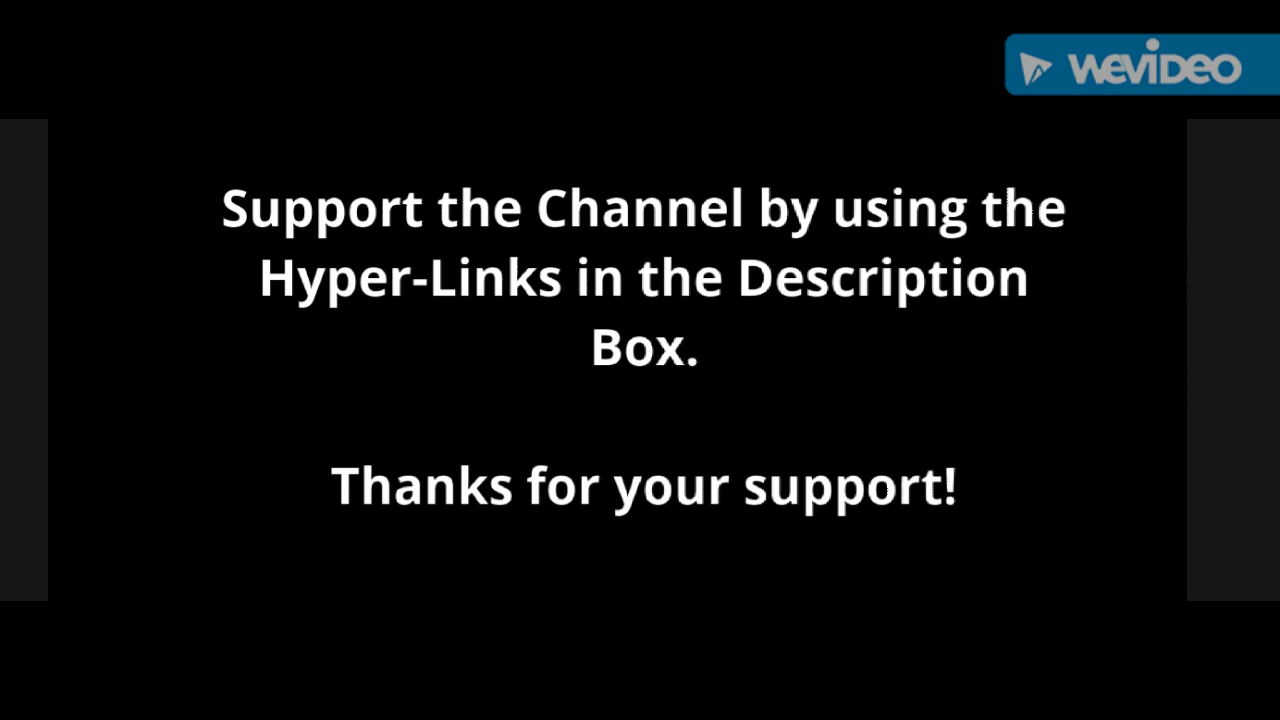 WEVIDEO
Support the Channel by using the
Hyper-Links in the Description
Box.
Thanks for your support!